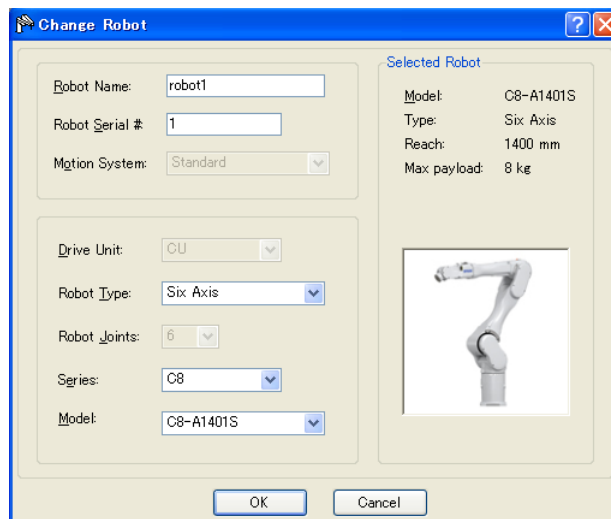 Change Robot
Robot Name: robot1
Robot Serial #: 1
Motion System: Standard
Drive Unit: CU
Robot Type: Six Axis
Robot Joints: 6
Series: C8
Model: C8-A1401S
Selected Robot
Model: C8-A1401S
Type: Six Axis
Reach: 1400 mm
Max payload: 8 kg
OK
Cancel